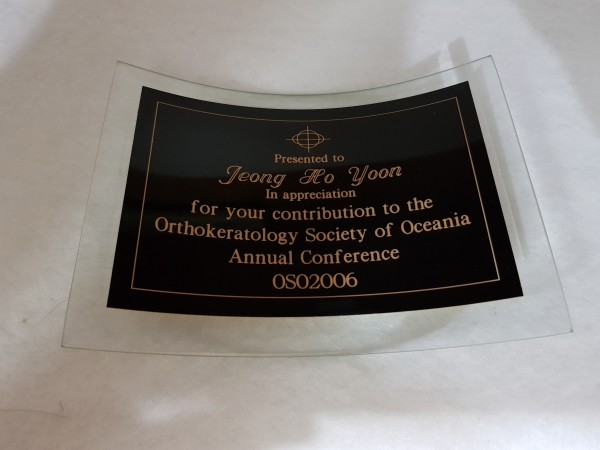 Presented to
Jeong Ho Yoon
In appreciation
for your contribution to the
Orthokeratology Society of Oceania
Annual Conference
OSO2006